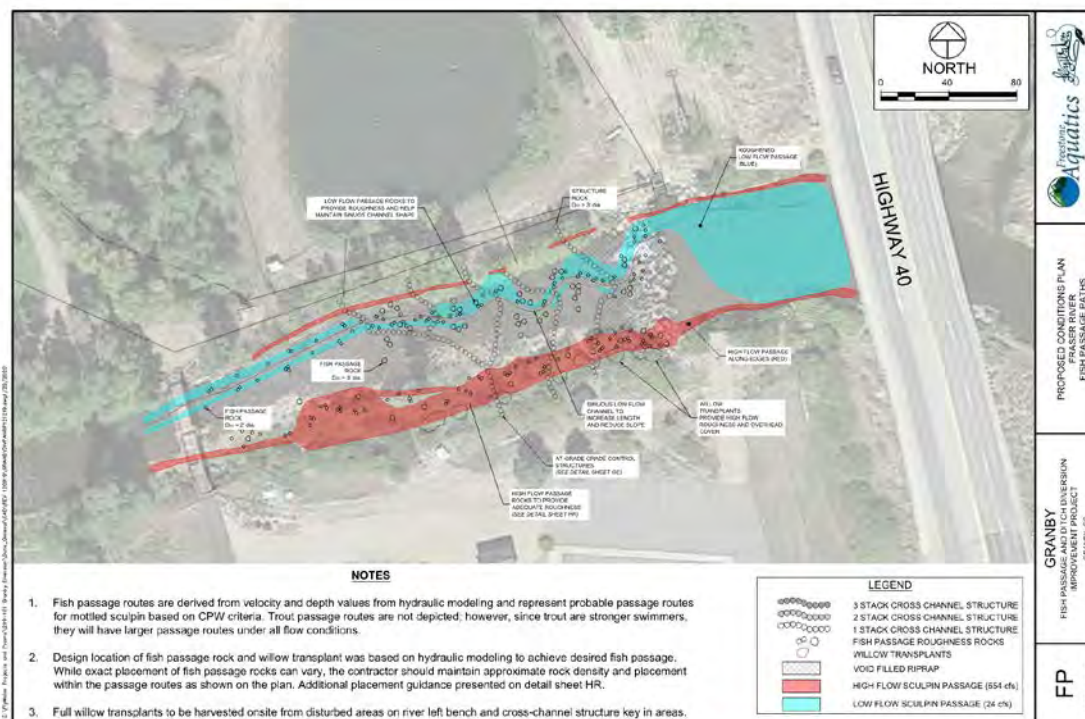 NORTH
0 40 80
HIGHWAY 40
ROUGHENED
LOW FLOW PASSAGE
(BLUE)
STRUCTURE
ROCK
LOW FLOW PASSAGE ROCKS TO
PROVIDE ROUGHNESS AND HELP
MAINTAIN SINUOUS CHANNEL SHAPE
FISH PASSAGE
ROCK
FISH PASSAGE
ROCK
HIGH FLOW PASSAGE
ALONG EDGES (RED)
SINUOUS LOW FLOW
CHANNEL TO
INCREASE LENGTH
AND REDUCE SLOPE
WILLOW
TRANSPLANTS
PROVIDE HIGH FLOW
ROUGHNESS AND OVERHEAD
COVER
AT-GRADE GRADE CONTROL
STRUCTURES
(SEE DETAIL SHEET
HIGH FLOW PASSAGE
ROCKS TO PROVIDE
ADEQUATE ROUGHNESS
(SEE DETAIL SHEET
NOTES
1. Fish passage routes are derived from velocity and depth values from hydraulic modeling and represent probable passage routes
for mottled sculpin based on CPW criteria. Trout passage routes are not depicted; however, since trout are stronger swimmers,
they will have larger passage routes under all flow conditions.
2. Design location of fish passage rock and willow transplant was based on hydraulic modeling to achieve desired fish passage.
While exact placement of fish passage rocks can vary, the contractor should maintain approximate rock density and placement
within the passage routes as shown on the plan. Additional placement guidance presented on detail sheet HR.
3. Full willow transplants to be harvested onsite from disturbed areas on river left bench and cross-channel structure key in areas.
LEGEND
3 STACK CROSS CHANNEL STRUCTURE
2 STACK CROSS CHANNEL STRUCTURE
1 STACK CROSS CHANNEL STRUCTURE
FISH PASSAGE ROUGHNESS ROCKS
WILLOW TRANSPLANTS
VOID FILLED RIPRAP
HIGH FLOW SCULPIN PASSAGE (654 cfs)
LOW FLOW SCULPIN PASSAGE (24 cfs)
Freestone
Aquatics
PROPOSED CONDITIONS PLAN
FRASER RIVER
FISH PASSAGE PATHS
GRANBY
FISH PASSAGE AND DITCH DIVERSION
IMPROVEMENT PROJECT
FP